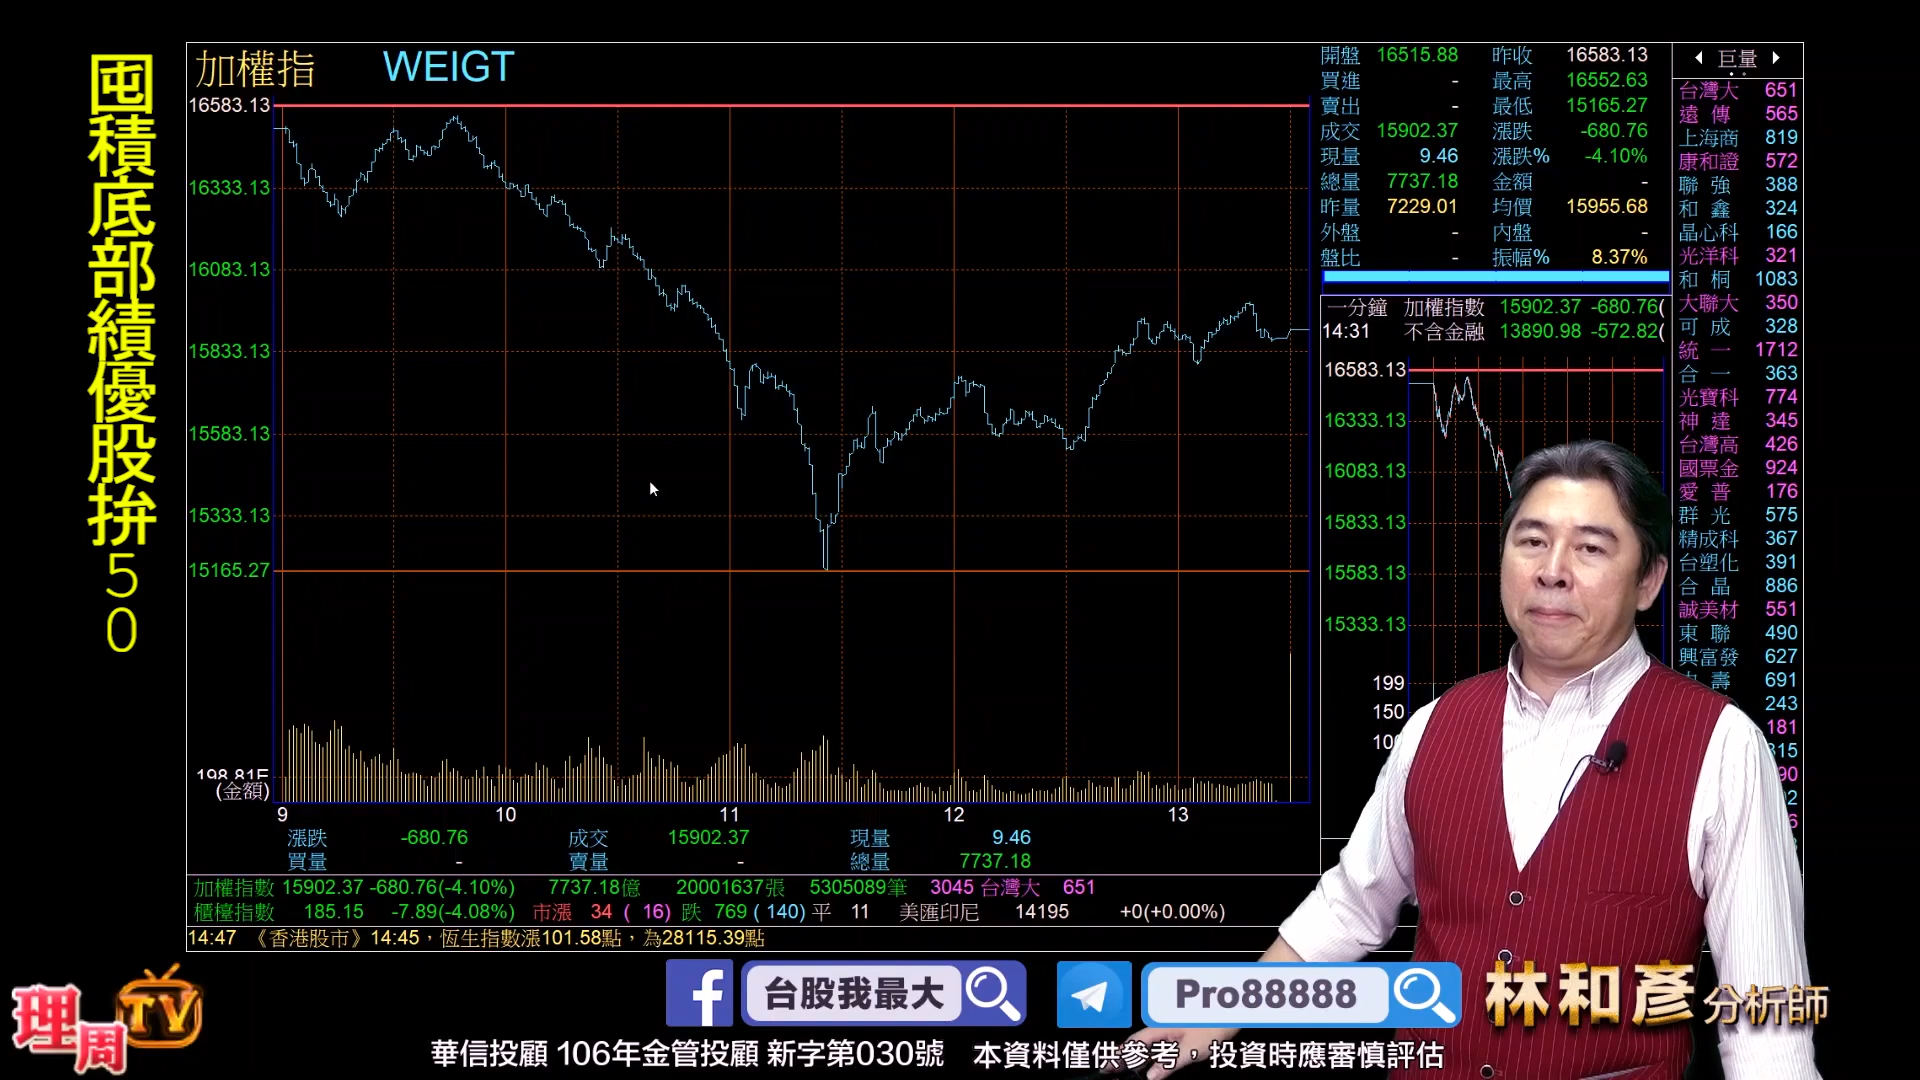 囤積底部績優股拚50
加權指 WEIGT
16583.13
16333.13
16083.13
15833.13
15583.13
15333.13
15165.27
198.81E
(金額)
9 10 11 12 13
漲跌 -680.76 成交 15902.37 現量 9.46
買量 - 賣量 - 總量 7737.18
加權指數 15902.37 -680.76(-4.10%) 7737.18億 20001637張 5305089筆 3045 台灣大 651
櫃檯指數 185.15 -7.89(-4.08%) 市漲 34 ( 16) 跌 769 (140) 平 11 美匯印尼 14195 +0(+0.00%)
14:47 《香港股市》14:45，恆生指數漲101.58點，為28115.39點
開盤 16515.88 昨收 16583.13
買進 - 最高 16552.63
賣出 - 最低 15165.27
成交 15902.37 漲跌 -680.76
現量 9.46 漲跌% -4.10%
總量 7737.18 金額 -
昨量 7229.01 均價 15955.68
外盤 - 內盤 -
盤比 - 振幅% 8.37%
一分鐘 加權指數 15902.37 -680.76(
14:31 不含金融 13890.98 -572.82(
16583.13
16333.13
16083.13
15833.13
15583.13
15333.13
199
150
巨量
台灣大 651
遠傳 565
上海商 819
康和證 572
聯強 388
和鑫 324
晶心科 166
光洋科 321
和桐 1083
大聯大 350
可成 328
統一 1712
合一 363
光寶科 774
神達 345
台灣高 426
國票金 924
愛普 176
群光 575
精成科 367
台塑化 391
合晶 886
誠美材 551
東聯 490
興富發 627
壽 691
243
181
理周TV
台股我最大
Pro88888
林和彥 分析師
華信投顧 106年金管投顧 新字第030號 本資料僅供參考，投資時應審慎評估